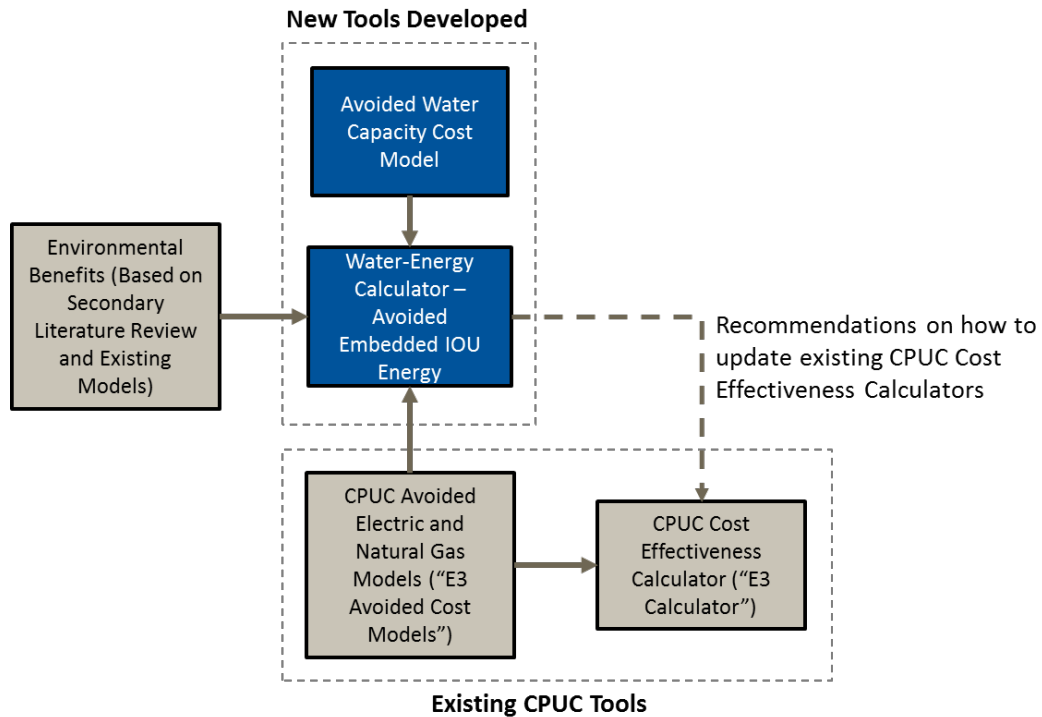 New Tools Developed
Avoided Water
Capacity Cost
Model
Environmental
Benefits (Based on
Secondary
Literature Review
and Existing
Models)
Water-Energy
Calculator –
Avoided
Embedded IOU
Energy
Recommendations on how to
update existing CPUC Cost
Effectiveness Calculators
CPUC Avoided
Electric and
Natural Gas
Models (“E3
Avoided Cost
Models”)
CPUC Cost
Effectiveness
Calculator (“E3
Calculator”)
Existing CPUC Tools